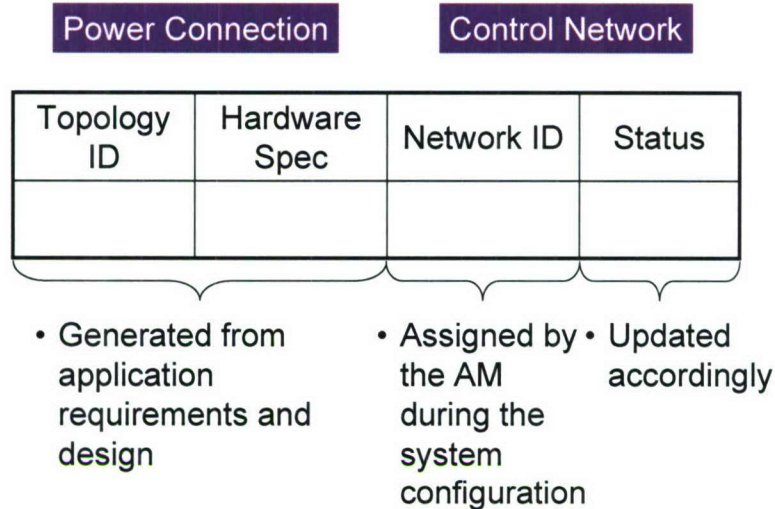 Power Connection
Control Network
Topology
ID
Hardware
Spec
Network ID
Status
• Generated from
application
requirements and
design
• Assigned by
the AM
during the
system
configuration
• Updated
accordingly